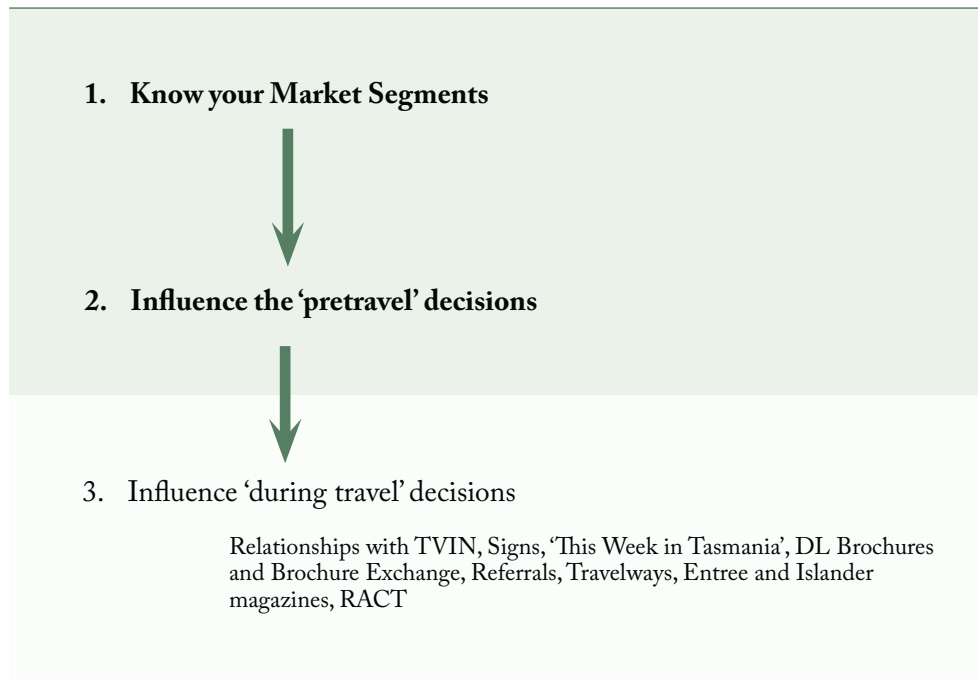 1. Know your Market Segments
2. Influence the ‘pretravel’ decisions
3. Influence ‘during travel’ decisions
Relationships with TVIN, Signs, ‘This Week in Tasmania’, DL Brochures
and Brochure Exchange, Referrals, Travelways, Entree and Islander
magazines, RACT